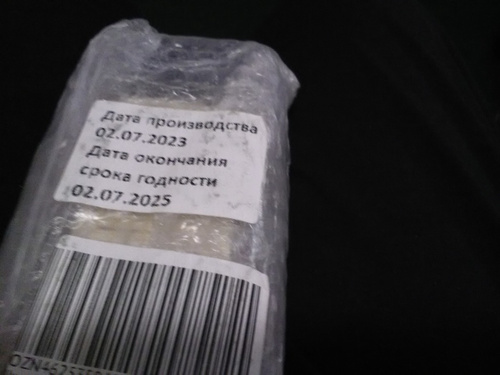 Дата производства
02.07.2023
Дата окончания
срока годности
02.07.2025